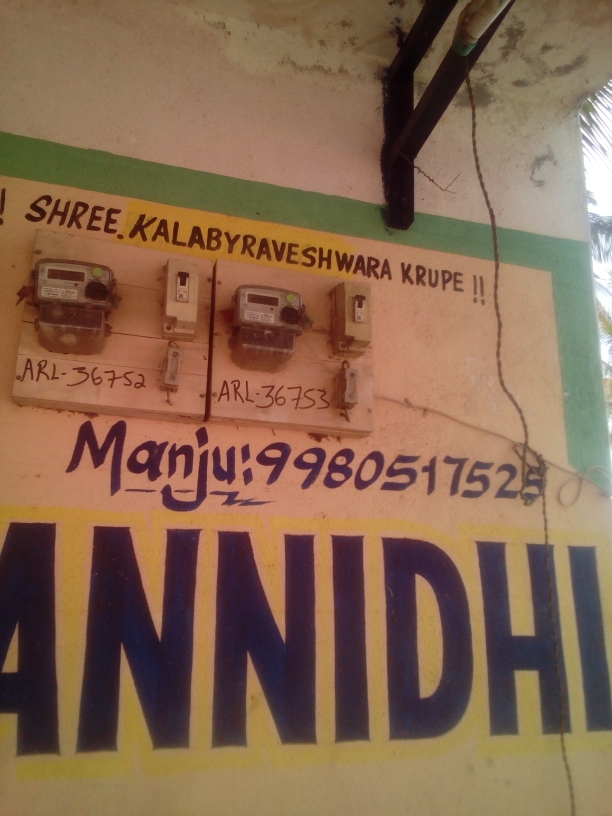 ! SHREE. KALABYRAVESHWARA KRUPE !!
ARL-36752
ARL-36753
Manju: 9980517525
ANNIDHI